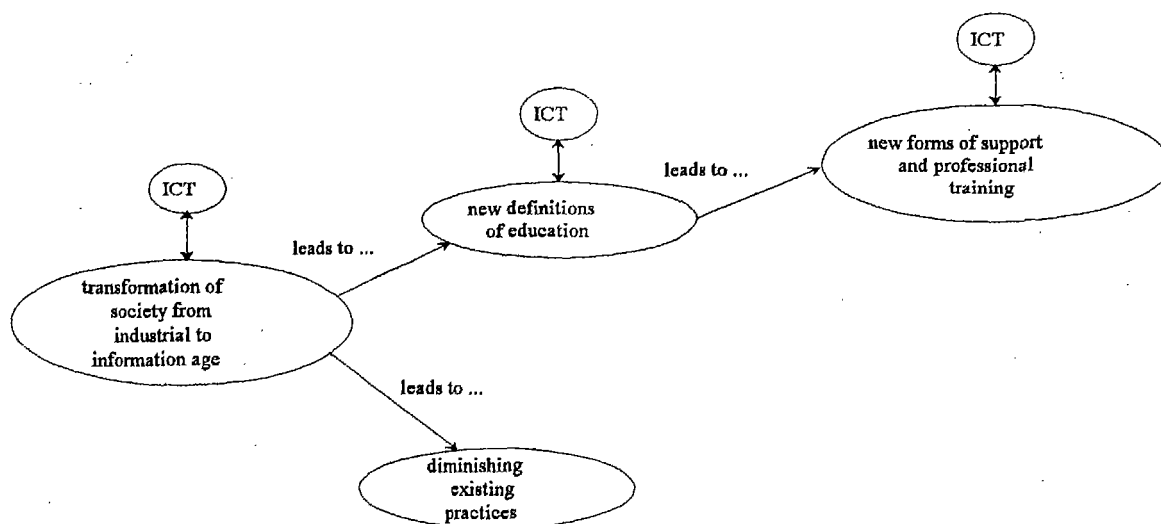 ICT
new forms of support
and professional
training
ICT
leads to ...
new definitions
of education
ICT
leads to ...
transformation of
society from
industrial to
information age
leads to ...
diminishing
existing
practices